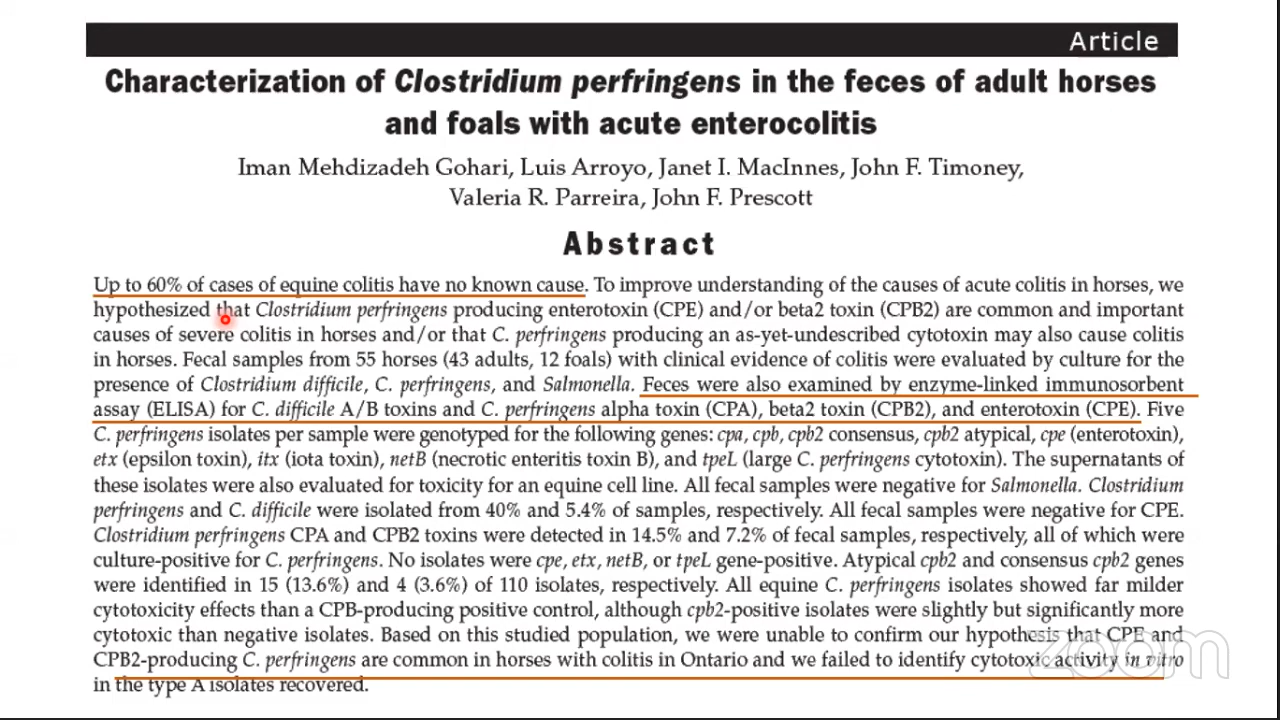 Article
Characterization of Clostridium perfringens in the feces of adult horses
and foals with acute enterocolitis
Iman Mehdizadeh Gohari, Luis Arroyo, Janet I. MacInnes, John F. Timoney,
Valeria R. Parreira, John F. Prescott
Abstract
Up to 60% of cases of equine colitis have no known cause. To improve understanding of the causes of acute colitis in horses, we
hypothesized that Clostridium perfringens producing enterotoxin (CPE) and/or beta2 toxin (CPB2) are common and important
causes of severe colitis in horses and/or that C. perfringens producing an as-yet-undescribed cytotoxin may also cause colitis
in horses. Fecal samples from 55 horses (43 adults, 12 foals) with clinical evidence of colitis were evaluated by culture for the
presence of Clostridium difficile, C. perfringens, and Salmonella. Feces were also examined by enzyme-linked immunosorbent
assay (ELISA) for C. difficile A/B toxins and C. perfringens alpha toxin (CPA), beta2 toxin (CPB2), and enterotoxin (CPE). Five
C. perfringens isolates per sample were genotyped for the following genes: cpa, cpb, cpb2 consensus, cpb2 atypical, cpe (enterotoxin),
etx (epsilon toxin), itx (iota toxin), netB (necrotic enteritis toxin B), and tpeL (large C. perfringens cytotoxin). The supernatants of
these isolates were also evaluated for toxicity for an equine cell line. All fecal samples were negative for Salmonella. Clostridium
perfringens and C. difficile were isolated from 40% and 5.4% of samples, respectively. All fecal samples were negative for CPE.
Clostridium perfringens CPA and CPB2 toxins were detected in 14.5% and 7.2% of fecal samples, respectively, all of which were
culture-positive for C. perfringens. No isolates were cpe, etx, netB, or tpeL gene-positive. Atypical cpb2 and consensus cpb2 genes
were identified in 15 (13.6%) and 4 (3.6%) of 110 isolates, respectively. All equine C. perfringens isolates showed far milder
cytotoxicity effects than a CPB-producing positive control, although cpb2-positive isolates were slightly but significantly more
cytotoxic than negative isolates. Based on this studied population, we were unable to confirm our hypothesis that CPE and
CPB2-producing C. perfringens are common in horses with colitis in Ontario and we failed to identify cytotoxic activity in vitro
in the type A isolates recovered.
zoom